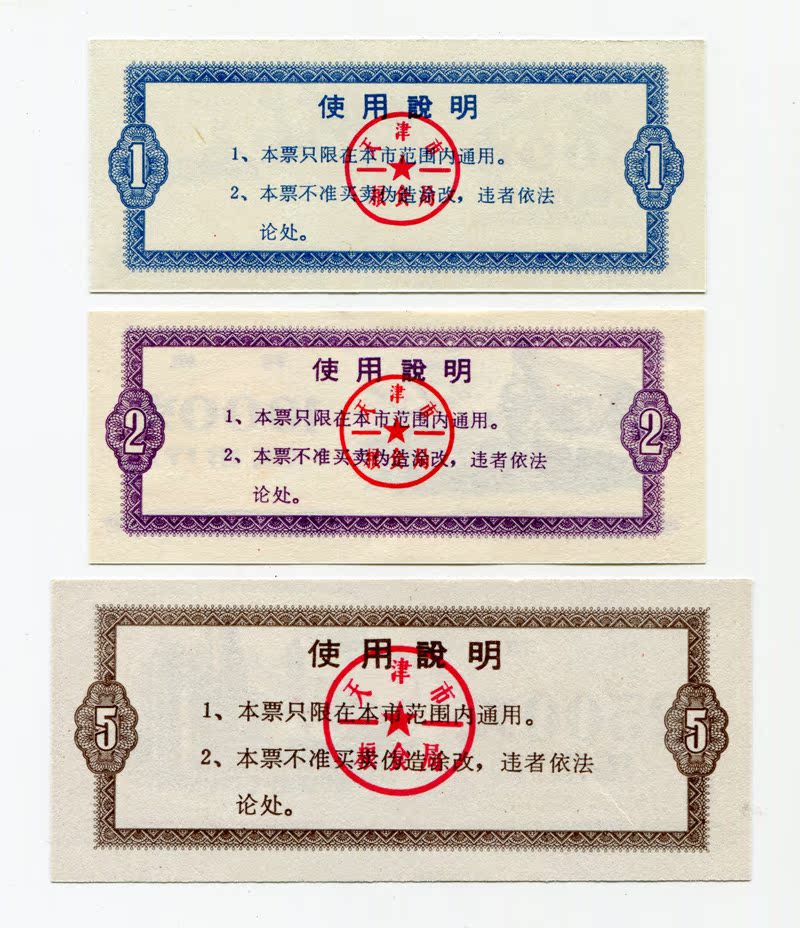 使用說明
1、本票只限在本市范围内通用。
2、本票不准买卖伪造涂改，违者依法
论处。
1
1
天津市
粮食局
使用說明
1、本票只限在本市范围内通用。
2、本票不准买卖伪造涂改，违者依法
论处。
2
2
天津市
粮食局
使用說明
1、本票只限在本市范围内通用。
2、本票不准买卖伪造涂改，违者依法
论处。
5
5
天津市
粮食局